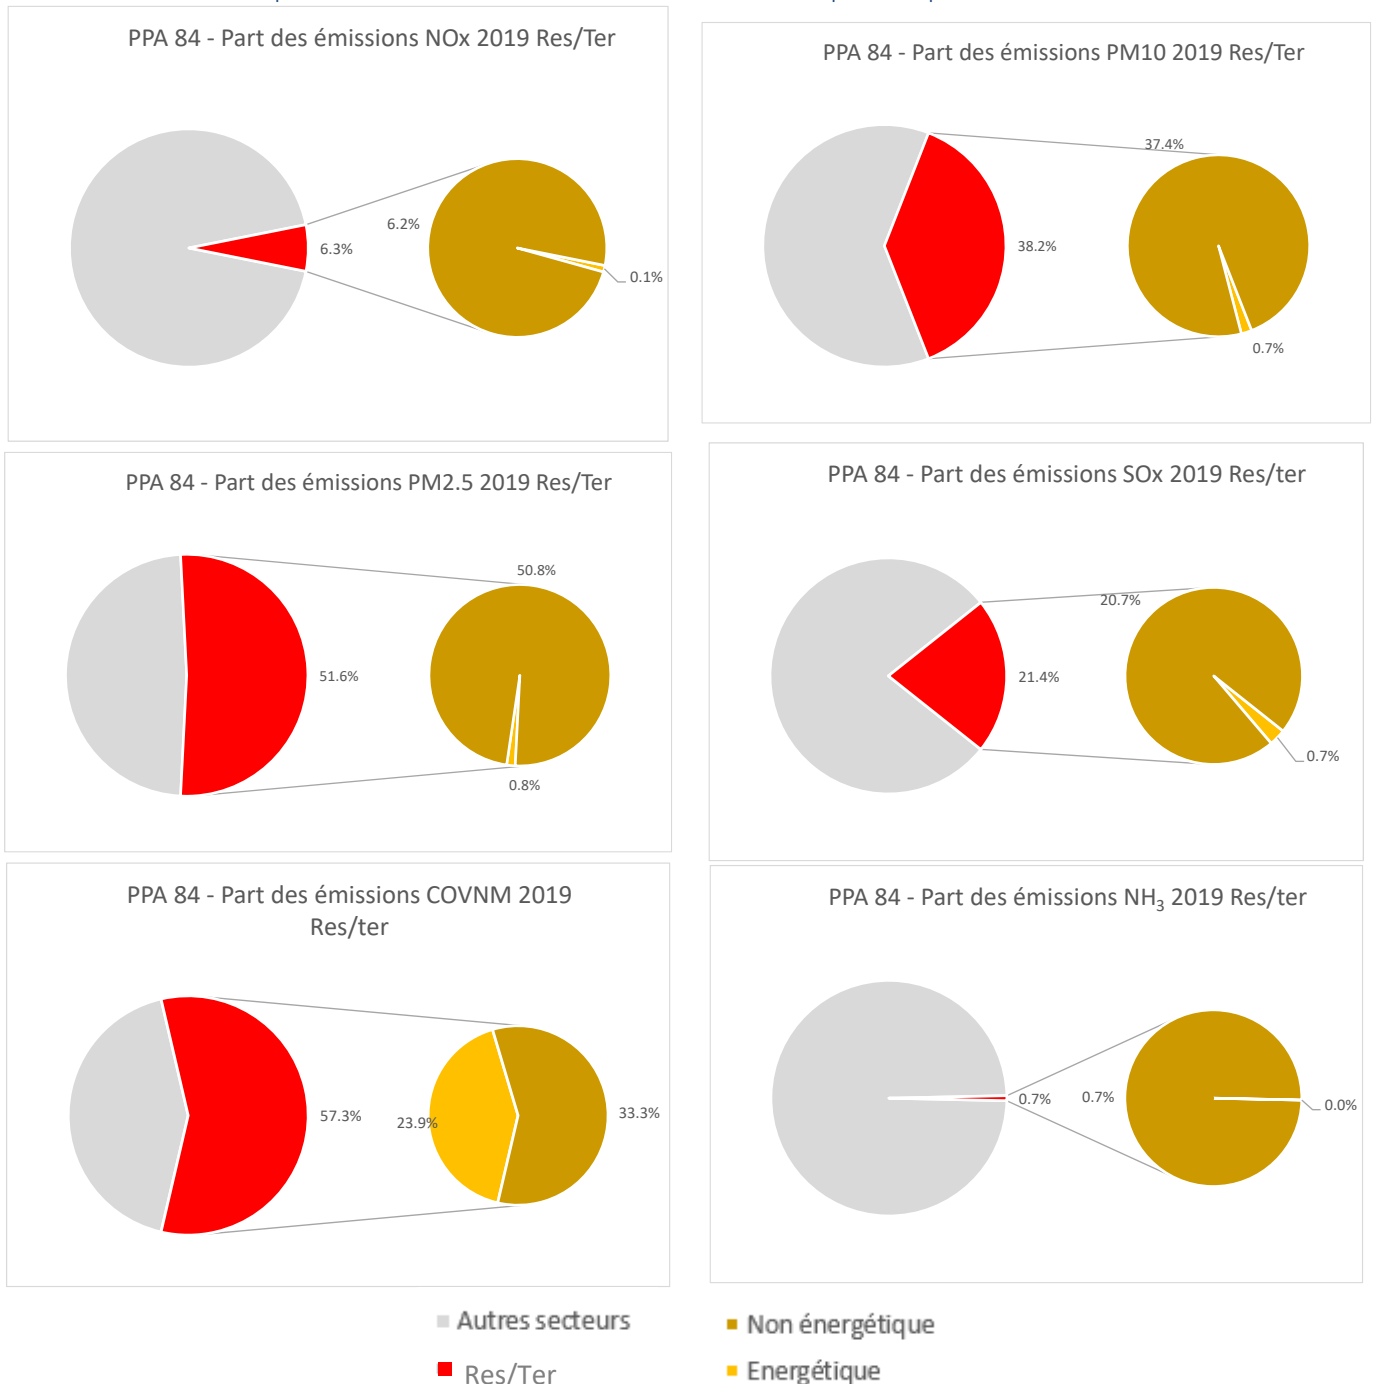 PPA 84 - Part des émissions NOx 2019 Res/Ter
6.2%
6.3%
0.1%
PPA 84 - Part des émissions PM10 2019 Res/Ter
37.4%
38.2%
0.7%
PPA 84 - Part des émissions PM2.5 2019 Res/Ter
50.8%
51.6%
0.8%
PPA 84 - Part des émissions SOx 2019 Res/ter
20.7%
21.4%
0.7%
PPA 84 - Part des émissions COVNM 2019
Res/ter
57.3%
23.9%
33.3%
PPA 84 - Part des émissions NH₃ 2019 Res/ter
0.7%
0.7%
0.0%
Autres secteurs
Non énergétique
Res/Ter
Energétique